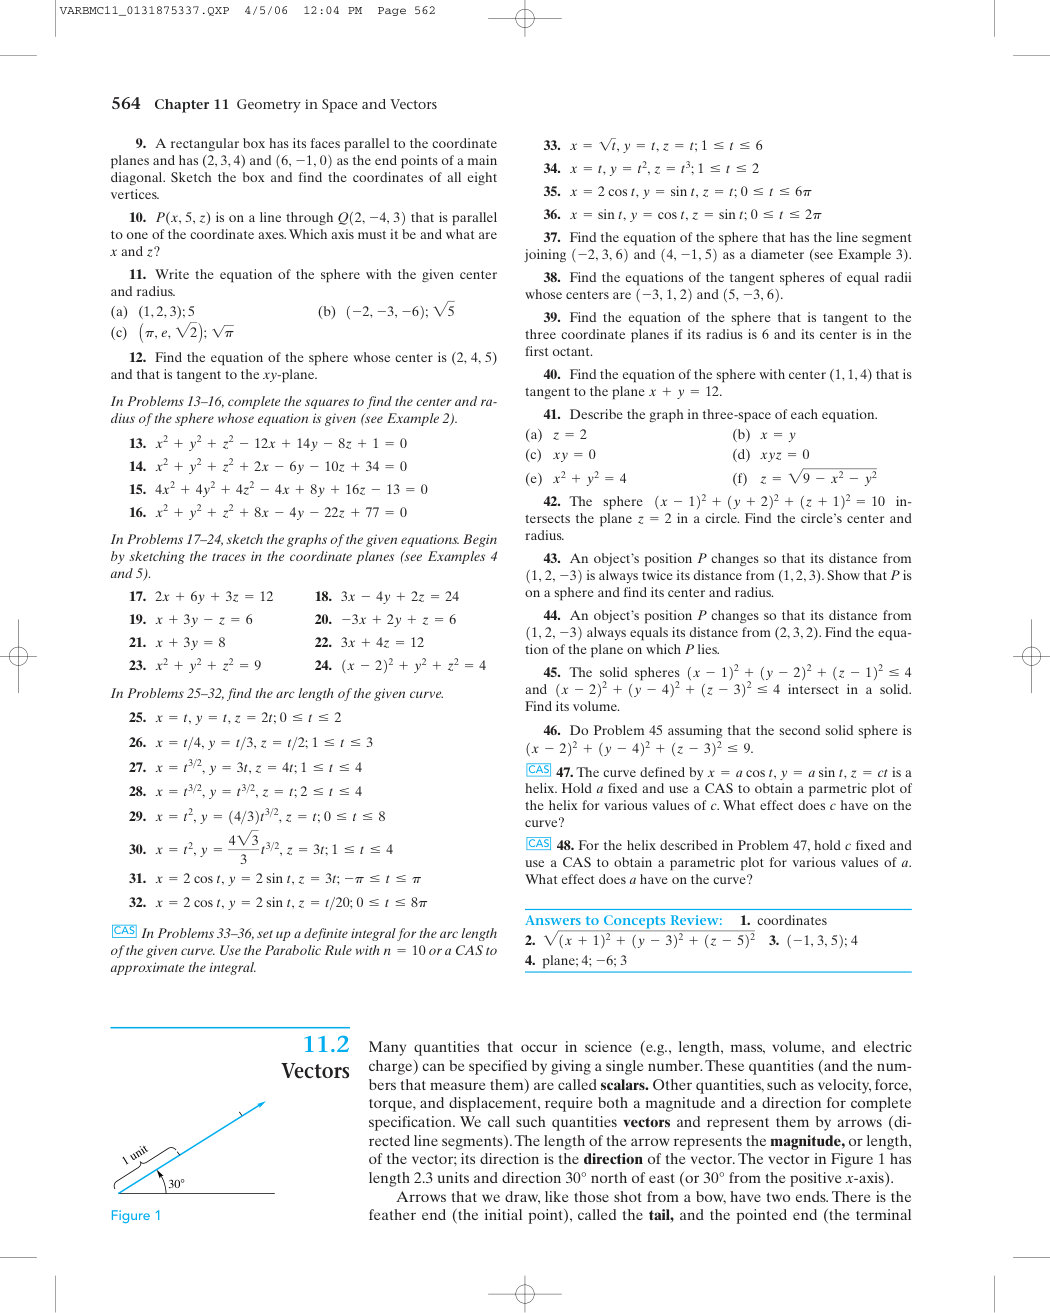 VARBMC11_0131875337.QXP 4/5/06 12:04 PM Page 562
564 Chapter 11 Geometry in Space and Vectors
9. A rectangular box has its faces parallel to the coordinate
planes and has (2, 3, 4) and (6, −1, 0) as the end points of a main
diagonal. Sketch the box and find the coordinates of all eight
vertices.
10. P(x, 5, z) is on a line through Q(2, −4, 3) that is parallel
to one of the coordinate axes. Which axis must it be and what are
x and z?
11. Write the equation of the sphere with the given center
and radius.
(a) (1, 2, 3); 5 (b) (−2, −3, −6); √5
(c) (π, e, √2); √π
12. Find the equation of the sphere whose center is (2, 4, 5)
and that is tangent to the xy-plane.
In Problems 13–16, complete the squares to find the center and ra-
dius of the sphere whose equation is given (see Example 2).
13. x² + y² + z² − 12x + 14y − 8z + 1 = 0
14. x² + y² + z² + 2x − 6y − 10z + 34 = 0
15. 4x² + 4y² + 4z² − 4x + 8y + 16z − 13 = 0
16. x² + y² + z² + 8x − 4y − 22z + 77 = 0
In Problems 17–24, sketch the graphs of the given equations. Begin
by sketching the traces in the coordinate planes (see Examples 4
and 5).
17. 2x + 6y + 3z = 12 18. 3x − 4y + 2z = 24
19. x + 3y − z = 6 20. −3x + 2y + z = 6
21. x + 3y = 8 22. 3x + 4z = 12
23. x² + y² + z² = 9 24. (x − 2)² + y² + z² = 4
In Problems 25–32, find the arc length of the given curve.
25. x = t, y = t, z = 2t; 0 ≤ t ≤ 2
26. x = t/4, y = t/3, z = t/2; 1 ≤ t ≤ 3
27. x = t^(3/2), y = 3t, z = 4t; 1 ≤ t ≤ 4
28. x = t^(3/2), y = t^(3/2), z = t; 2 ≤ t ≤ 4
29. x = t², y = (4/3)t^(3/2), z = t; 0 ≤ t ≤ 8
30. x = t², y = 4√3/3 t^(3/2), z = 3t; 1 ≤ t ≤ 4
31. x = 2 cos t, y = 2 sin t, z = 3t; −π ≤ t ≤ π
32. x = 2 cos t, y = 2 sin t, z = t/20; 0 ≤ t ≤ 8π
CAS In Problems 33–36, set up a definite integral for the arc length
of the given curve. Use the Parabolic Rule with n = 10 or a CAS to
approximate the integral.
33. x = √t, y = t, z = t; 1 ≤ t ≤ 6
34. x = t, y = t², z = t³; 1 ≤ t ≤ 2
35. x = 2 cos t, y = sin t, z = t; 0 ≤ t ≤ 6π
36. x = sin t, y = cos t, z = sin t; 0 ≤ t ≤ 2π
37. Find the equation of the sphere that has the line segment
joining (−2, 3, 6) and (4, −1, 5) as a diameter (see Example 3).
38. Find the equations of the tangent spheres of equal radii
whose centers are (−3, 1, 2) and (5, −3, 6).
39. Find the equation of the sphere that is tangent to the
three coordinate planes if its radius is 6 and its center is in the
first octant.
40. Find the equation of the sphere with center (1, 1, 4) that is
tangent to the plane x + y = 12.
41. Describe the graph in three-space of each equation.
(a) z = 2 (b) x = y
(c) xy = 0 (d) xyz = 0
(e) x² + y² = 4 (f) z = √(9 − x² − y²)
42. The sphere (x − 1)² + (y + 2)² + (z + 1)² = 10 in-
tersects the plane z = 2 in a circle. Find the circle's center and
radius.
43. An object's position P changes so that its distance from
(1, 2, −3) is always twice its distance from (1, 2, 3). Show that P is
on a sphere and find its center and radius.
44. An object's position P changes so that its distance from
(1, 2, −3) always equals its distance from (2, 3, 2). Find the equa-
tion of the plane on which P lies.
45. The solid spheres (x − 1)² + (y − 2)² + (z − 1)² ≤ 4
and (x − 2)² + (y − 4)² + (z − 3)² ≤ 4 intersect in a solid.
Find its volume.
46. Do Problem 45 assuming that the second solid sphere is
(x − 2)² + (y − 4)² + (z − 3)² ≤ 9.
CAS 47. The curve defined by x = a cos t, y = a sin t, z = ct is a
helix. Hold a fixed and use a CAS to obtain a parmetric plot of
the helix for various values of c. What effect does c have on the
curve?
CAS 48. For the helix described in Problem 47, hold c fixed and
use a CAS to obtain a parametric plot for various values of a.
What effect does a have on the curve?
Answers to Concepts Review: 1. coordinates
2. √((x + 1)² + (y − 3)² + (z − 5)²) 3. (−1, 3, 5); 4
4. plane; 4; −6; 3
11.2
Vectors
1 unit
30°
Figure 1
Many quantities that occur in science (e.g., length, mass, volume, and electric
charge) can be specified by giving a single number. These quantities (and the num-
bers that measure them) are called scalars. Other quantities, such as velocity, force,
torque, and displacement, require both a magnitude and a direction for complete
specification. We call such quantities vectors and represent them by arrows (di-
rected line segments). The length of the arrow represents the magnitude, or length,
of the vector; its direction is the direction of the vector. The vector in Figure 1 has
length 2.3 units and direction 30° north of east (or 30° from the positive x-axis).
Arrows that we draw, like those shot from a bow, have two ends. There is the
feather end (the initial point), called the tail, and the pointed end (the terminal